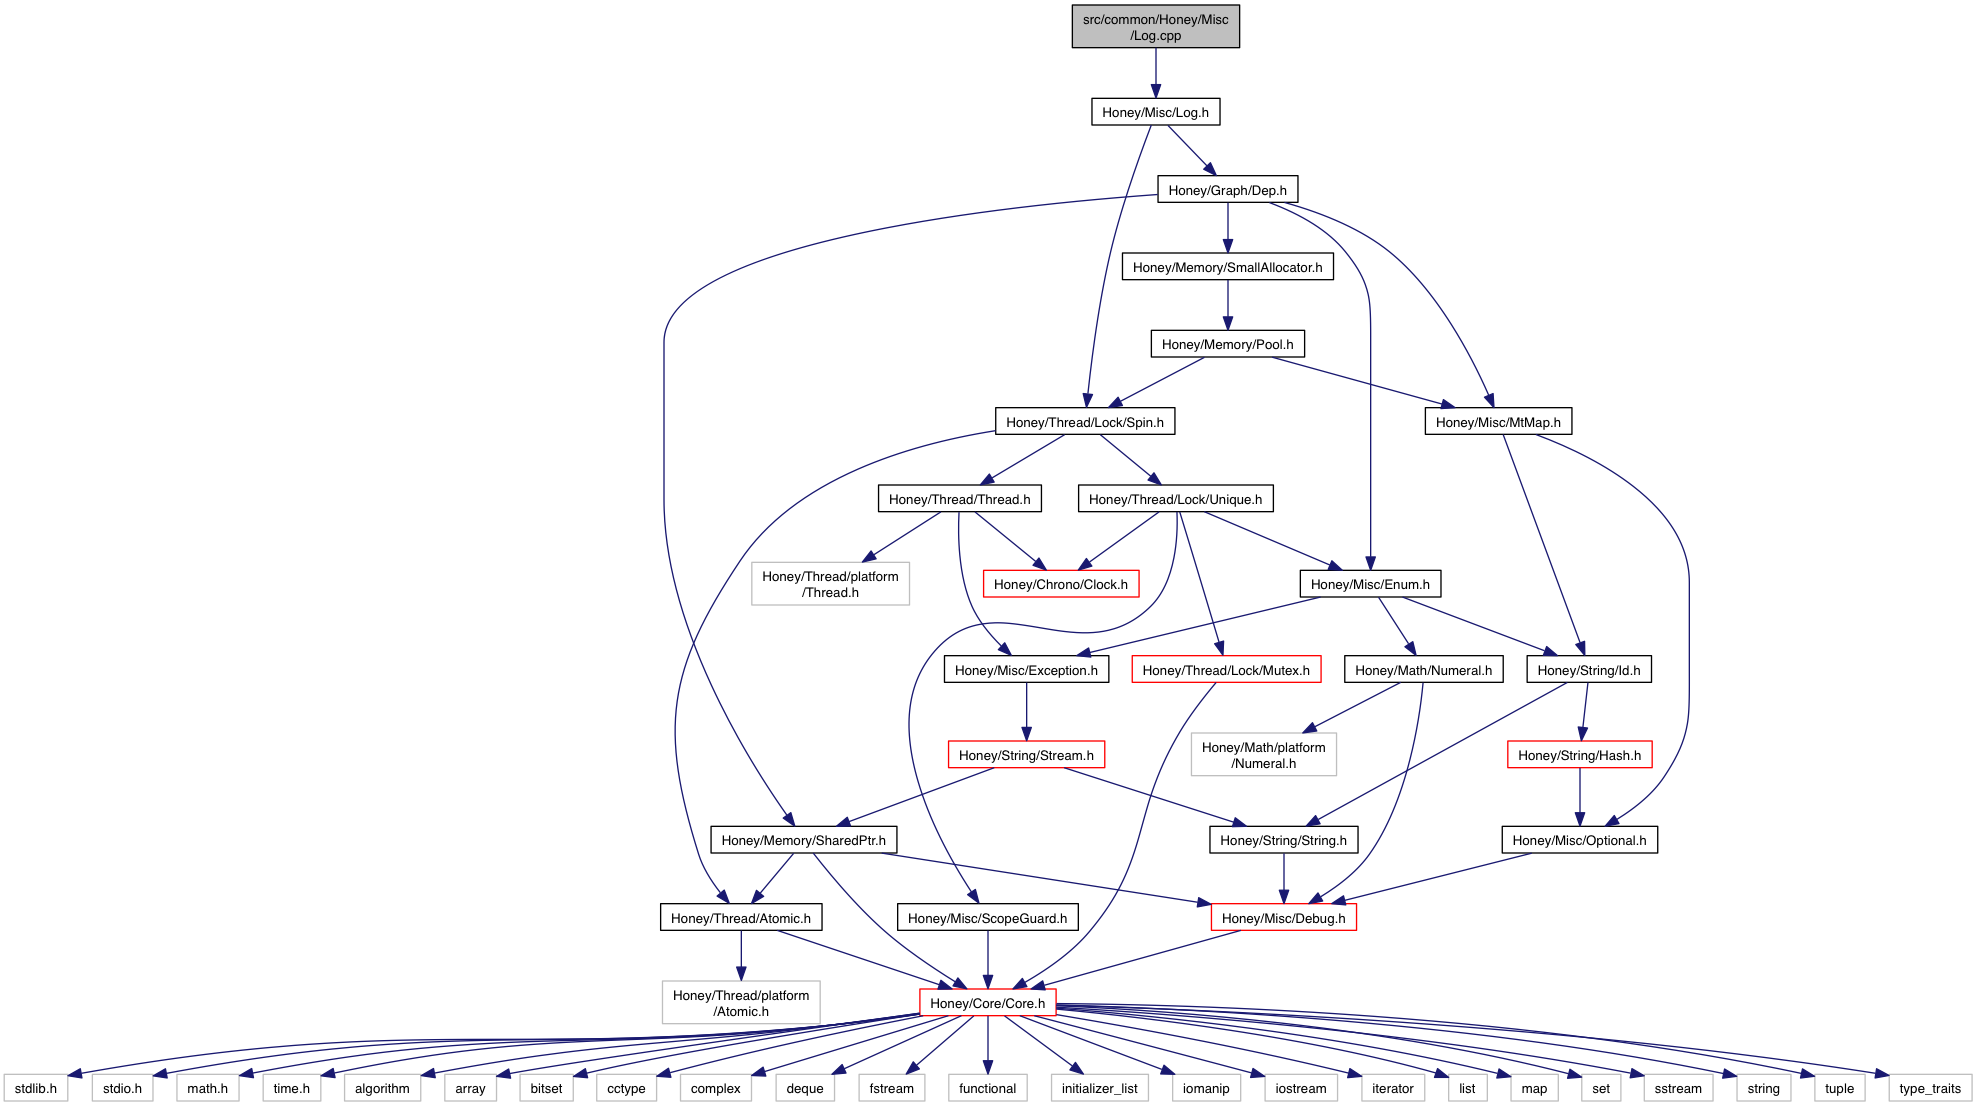 src/common/Honey/Misc
/Log.cpp
Honey/Misc/Log.h
Honey/Graph/Dep.h
Honey/Memory/SmallAllocator.h
Honey/Memory/Pool.h
Honey/Thread/Lock/Spin.h
Honey/Misc/MtMap.h
Honey/Thread/Thread.h
Honey/Thread/Lock/Unique.h
Honey/Thread/platform
/Thread.h
Honey/Chrono/Clock.h
Honey/Misc/Enum.h
Honey/Misc/Exception.h
Honey/Thread/Lock/Mutex.h
Honey/Math/Numeral.h
Honey/String/Id.h
Honey/String/Stream.h
Honey/Math/platform
/Numeral.h
Honey/String/Hash.h
Honey/Memory/SharedPtr.h
Honey/String/String.h
Honey/Misc/Optional.h
Honey/Thread/Atomic.h
Honey/Misc/ScopeGuard.h
Honey/Misc/Debug.h
Honey/Thread/platform
/Atomic.h
Honey/Core/Core.h
stdlib.h
stdio.h
math.h
time.h
algorithm
array
bitset
cctype
complex
deque
fstream
functional
initializer_list
iomanip
iostream
iterator
list
map
set
sstream
string
tuple
type_traits